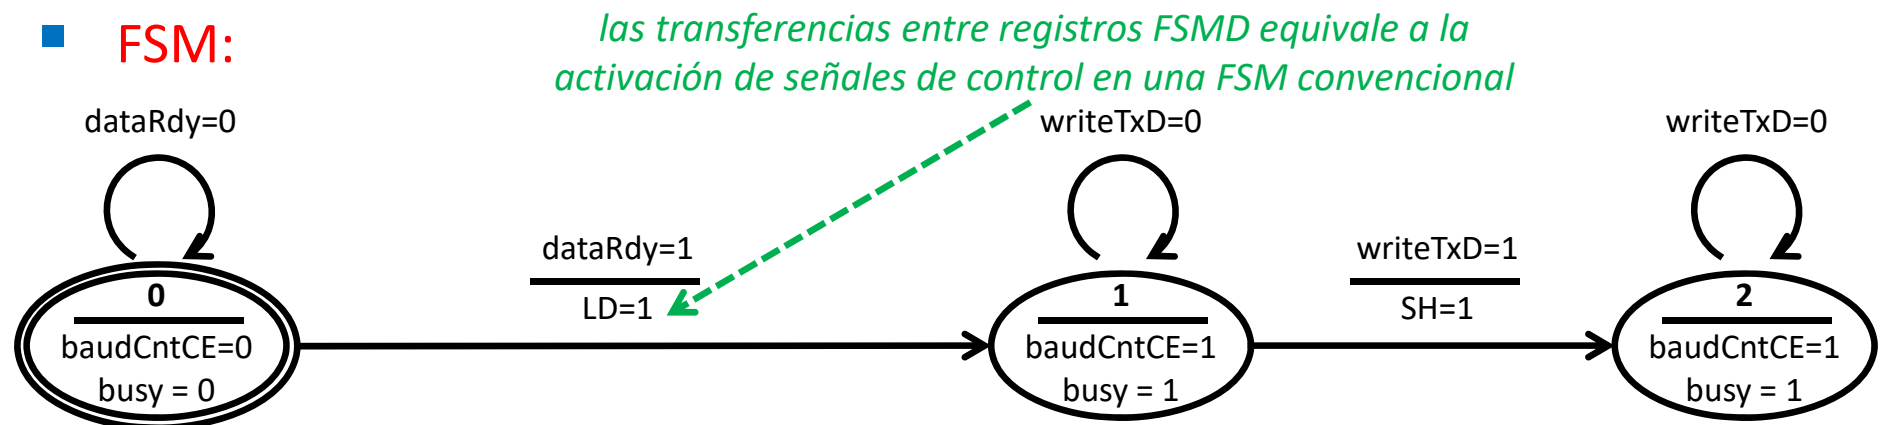 FSM:
las transferencias entre registros FSMD equivale a la
activación de señales de control en una FSM convencional
dataRdy=0
writeTxD=0
writeTxD=0
dataRdy=1
LD=1
writeTxD=1
SH=1
0
baudCntCE=0
busy = 0
1
baudCntCE=1
busy = 1
2
baudCntCE=1
busy = 1